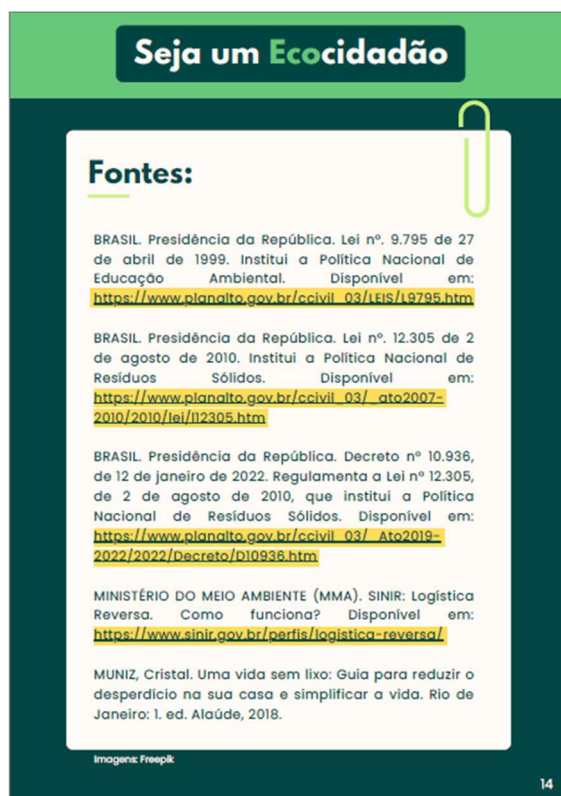 Seja um Ecocidadão
Fontes:
BRASIL. Presidência da República. Lei nº. 9.795 de 27
de abril de 1999. Institui a Política Nacional de
Educação Ambiental. Disponível em:
https://www.planalto.gov.br/ccivil_03/LEIS/L9795.htm
BRASIL. Presidência da República. Lei nº. 12.305 de 2
de agosto de 2010. Institui a Política Nacional de
Resíduos Sólidos. Disponível em:
https://www.planalto.gov.br/ccivil_03/_ato2007-
2010/2010/lei/l12305.htm
BRASIL. Presidência da República. Decreto nº 10.936,
de 12 de janeiro de 2022. Regulamenta a Lei nº 12.305,
de 2 de agosto de 2010, que institui a Política
Nacional de Resíduos Sólidos. Disponível em:
https://www.planalto.gov.br/ccivil_03/_Ato2019-
2022/2022/Decreto/D10936.htm
MINISTÉRIO DO MEIO AMBIENTE (MMA). SINIR: Logística
Reversa. Como funciona? Disponível em:
https://www.sinir.gov.br/perfis/logistica-reversa/
MUNIZ, Cristal. Uma vida sem lixo: Guia para reduzir o
desperdício na sua casa e simplificar a vida. Rio de
Janeiro: 1. ed. Alaúde, 2018.
Imagens: Freepik
14